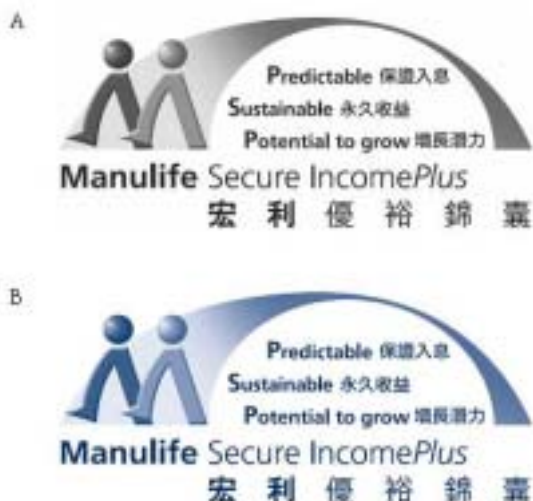 A
Predictable 保證入息
Sustainable 永久收益
Potential to grow 增長潛力
Manulife Secure IncomePlus
宏利優裕錦囊
B
Predictable 保證入息
Sustainable 永久收益
Potential to grow 增長潛力
Manulife Secure IncomePlus
宏利優裕錦囊